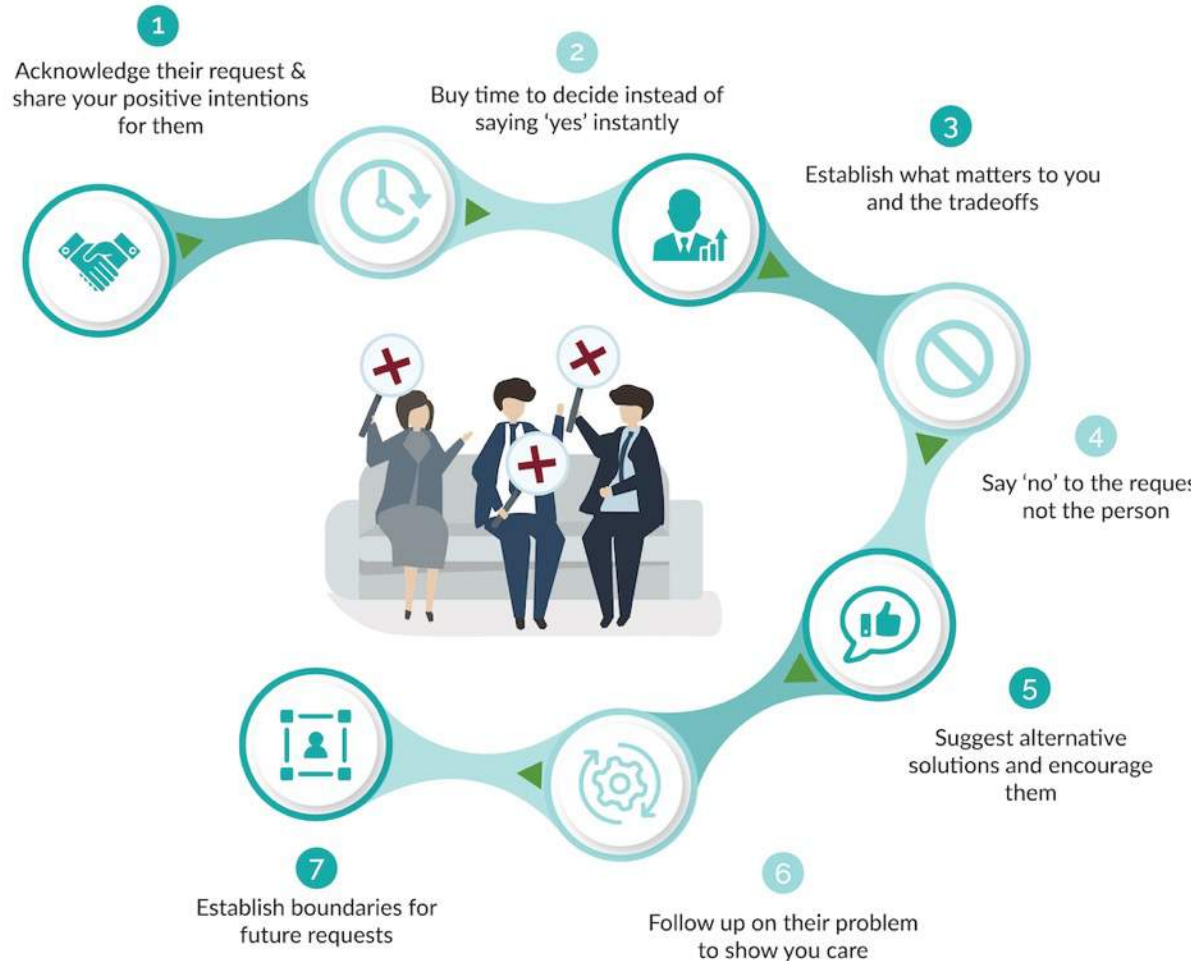 1
Acknowledge their request &
share your positive intentions
for them
2
Buy time to decide instead of
saying ‘yes’ instantly
3
Establish what matters to you
and the tradeoffs
4
Say ‘no’ to the reques
not the person
5
Suggest alternative
solutions and encourage
them
6
Follow up on their problem
to show you care
7
Establish boundaries for
future requests